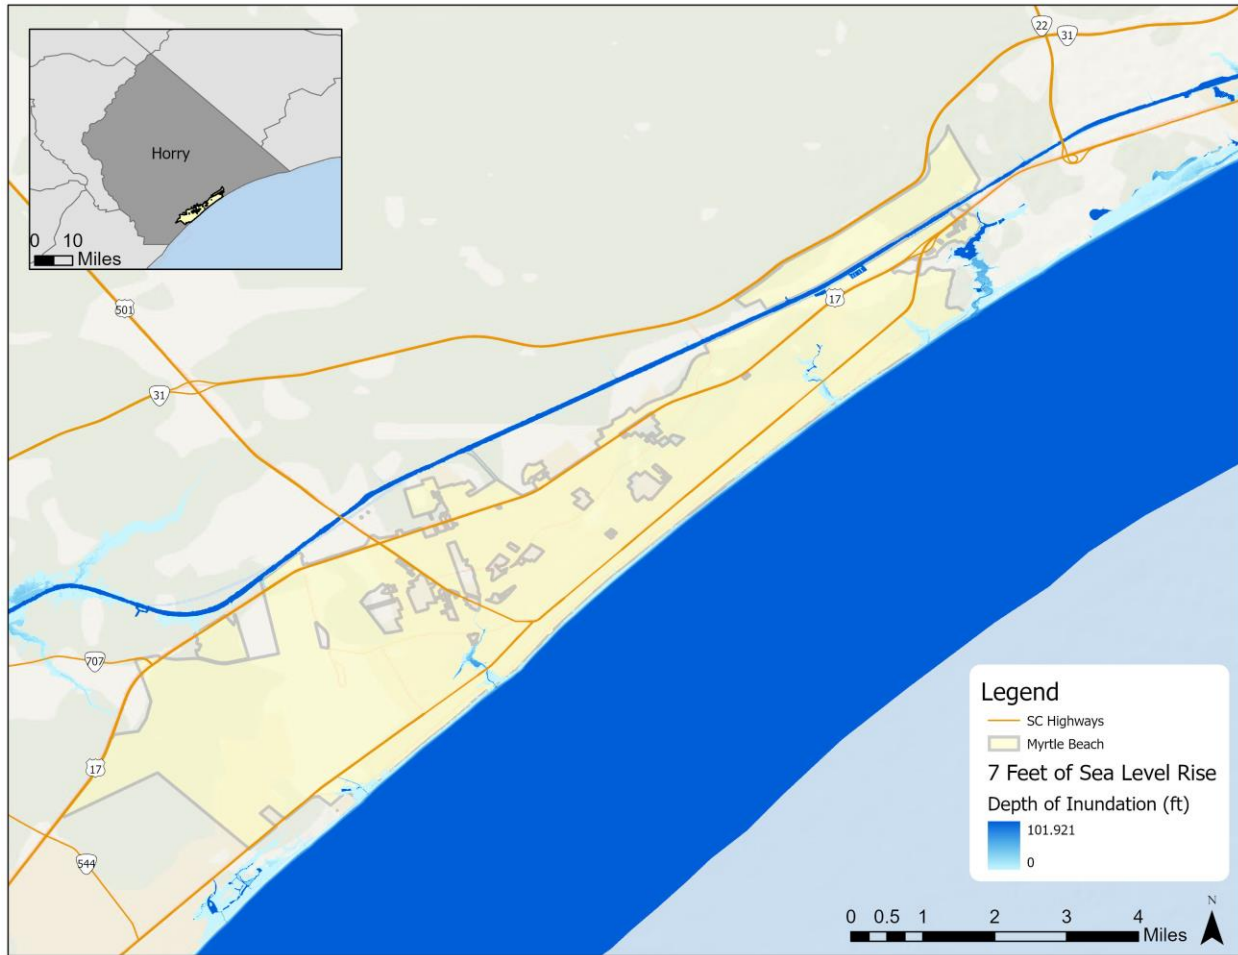 22
31
Horry
0 10
Miles
501
17
31
707
17
544
Legend
SC Highways
Myrtle Beach
7 Feet of Sea Level Rise
Depth of Inundation (ft)
101.921
0
N
0 0.5 1 2 3 4
Miles